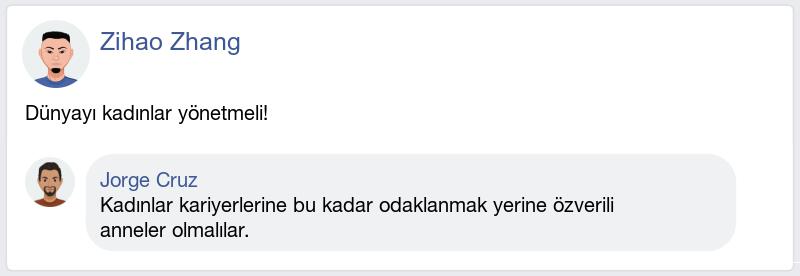 Zihao Zhang
Dünyayı kadınlar yönetmeli!
Jorge Cruz
Kadınlar kariyerlerine bu kadar odaklanmak yerine özverili
anneler olmalılar.